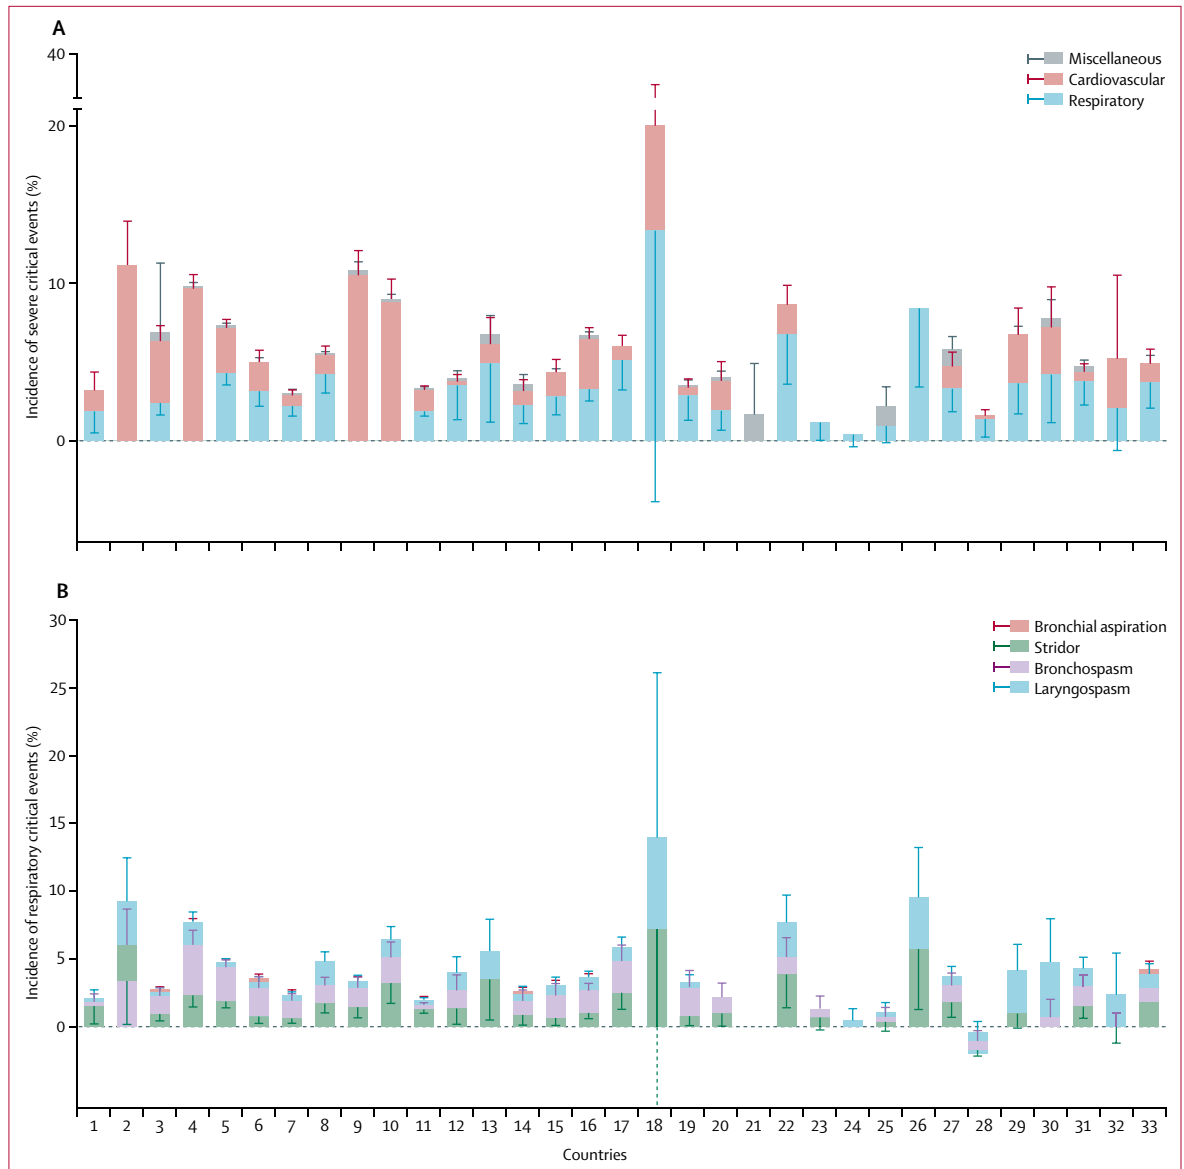 A
40
20
10
0
Incidence of severe critical events (%)
Miscellaneous
Cardiovascular
Respiratory
B
30
25
20
15
10
5
0
Incidence of respiratory critical events (%)
Bronchial aspiration
Stridor
Bronchospasm
Laryngospasm
1 2 3 4 5 6 7 8 9 10 11 12 13 14 15 16 17 18 19 20 21 22 23 24 25 26 27 28 29 30 31 32 33
Countries